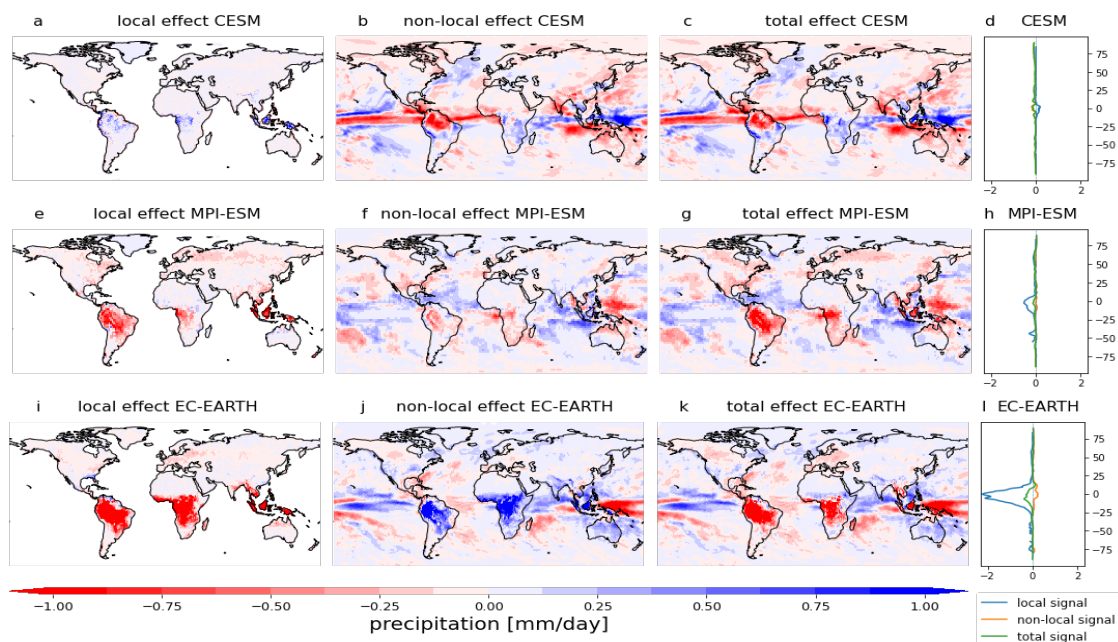 a local effect CESM b non-local effect CESM c total effect CESM d CESM
75
50
25
0
−25
−50
−75
−2 0 2
e local effect MPI-ESM f non-local effect MPI-ESM g total effect MPI-ESM h MPI-ESM
75
50
25
0
−25
−50
−75
−2 0 2
i local effect EC-EARTH j non-local effect EC-EARTH k total effect EC-EARTH l EC-EARTH
75
50
25
0
−25
−50
−75
−2 0 2
−1.00 −0.75 −0.50 −0.25 0.00 0.25 0.50 0.75 1.00
precipitation [mm/day]
local signal
non-local signal
total signal